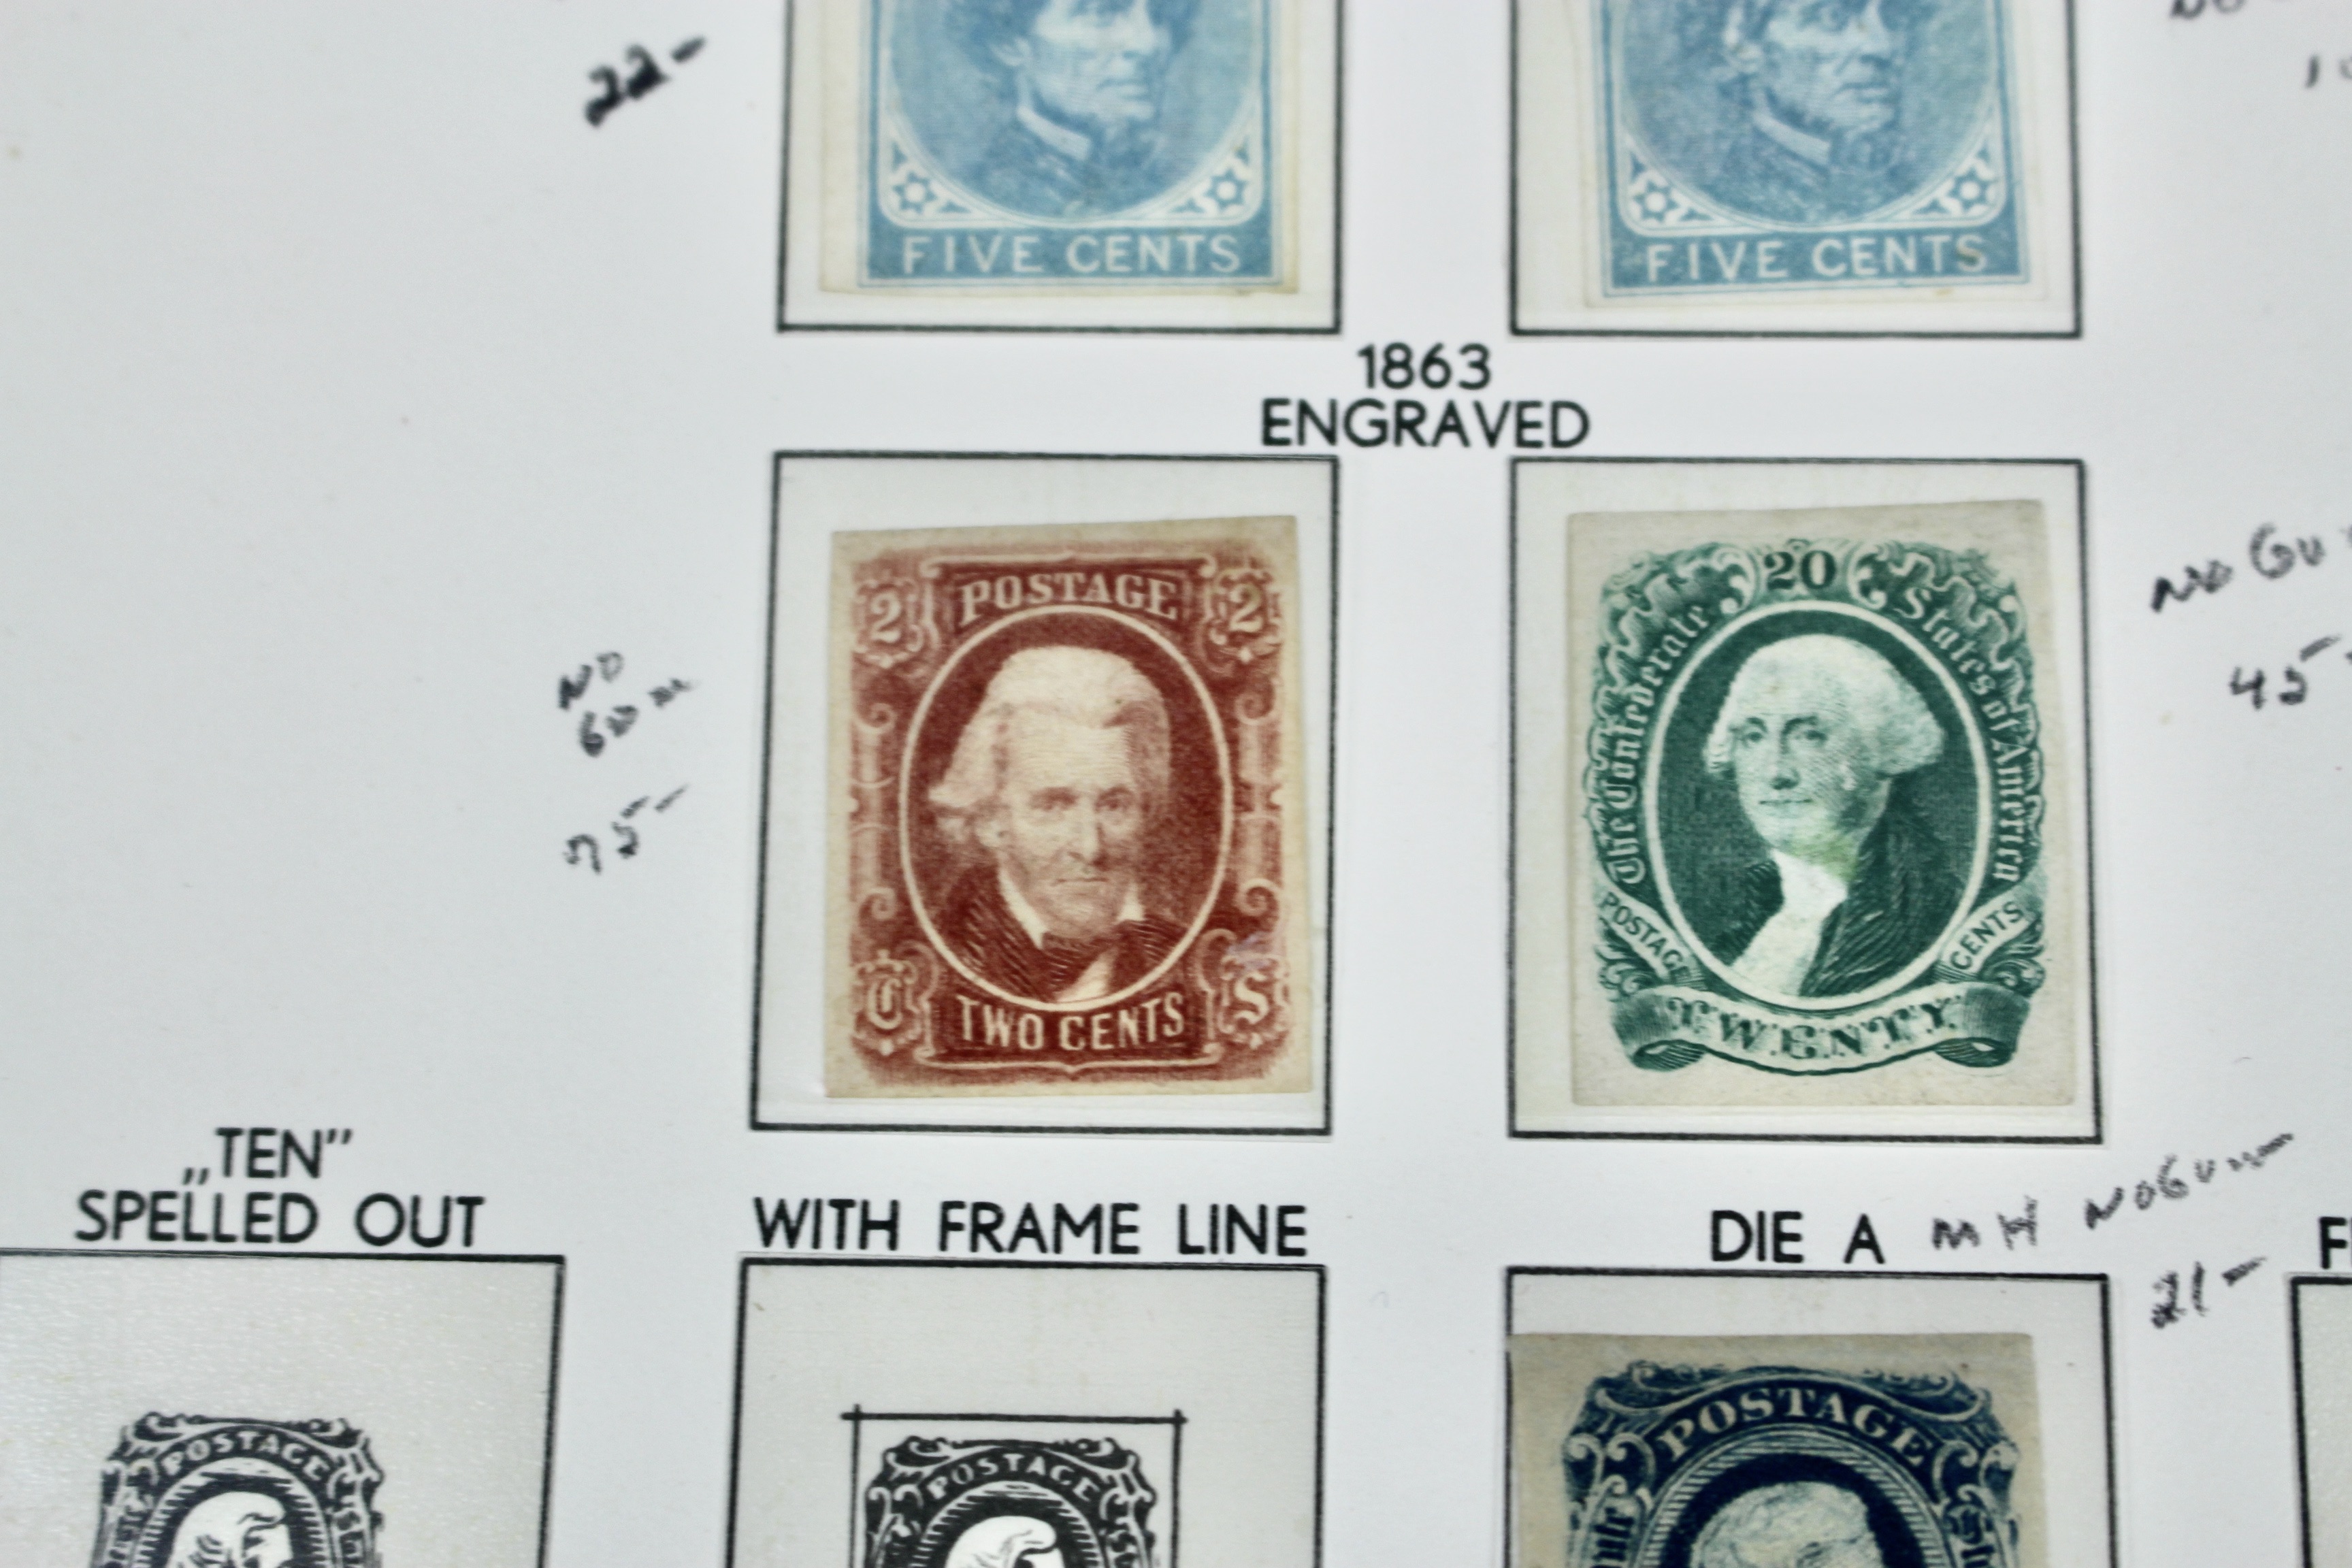 22-
FIVE CENTS
FIVE CENTS
1863
ENGRAVED
2 POSTAGE 2
C S
TWO CENTS
NO
GUM
75-
20
The Confederate States of America
POSTAGE CENTS
TWENTY
NO
45-
„TEN”
SPELLED OUT
WITH FRAME LINE
DIE A MH NO GUM
21-
POSTAGE
POSTAGE
POSTAGE